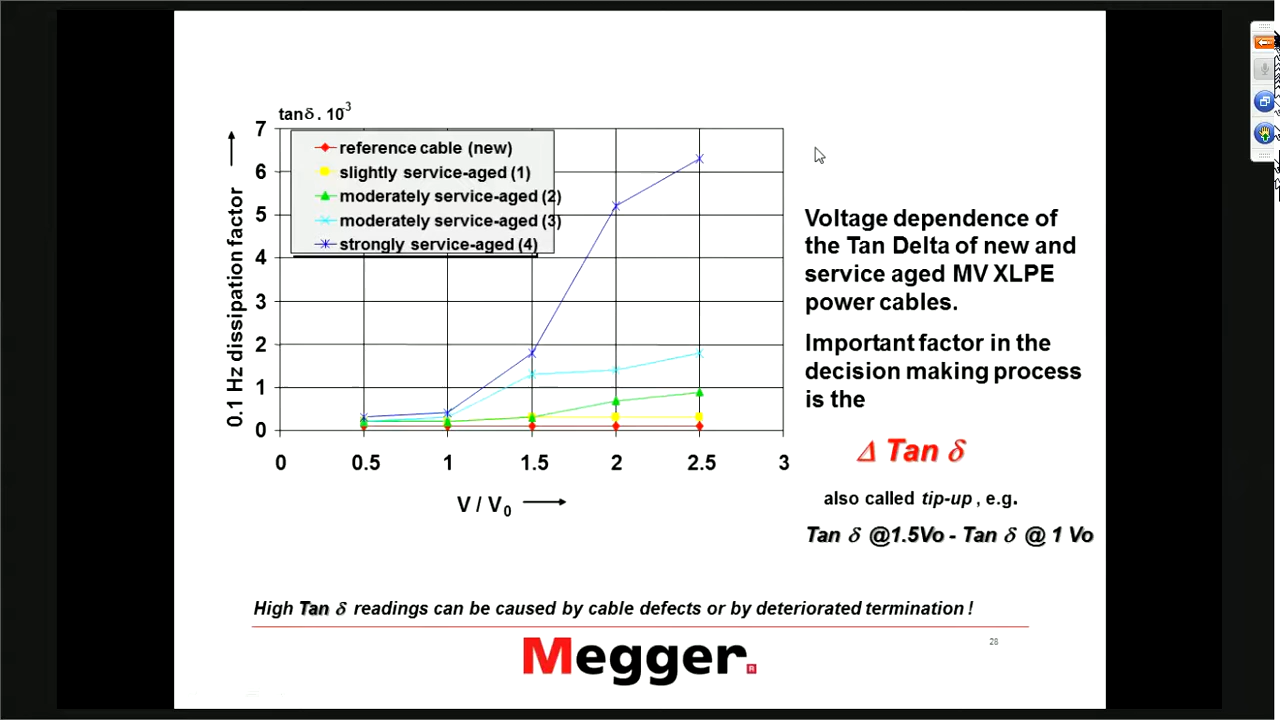 tanδ . 10-3
7
6
5
4
3
2
1
0
0.1 Hz dissipation factor
reference cable (new)
slightly service-aged (1)
moderately service-aged (2)
moderately service-aged (3)
strongly service-aged (4)
0 0.5 1 1.5 2 2.5 3
V / V0
Voltage dependence of
the Tan Delta of new and
service aged MV XLPE
power cables.
Important factor in the
decision making process
is the
Δ Tan δ
also called tip-up , e.g.
Tan δ @1.5Vo - Tan δ @ 1 Vo
High Tan δ readings can be caused by cable defects or by deteriorated termination !
Megger.
28